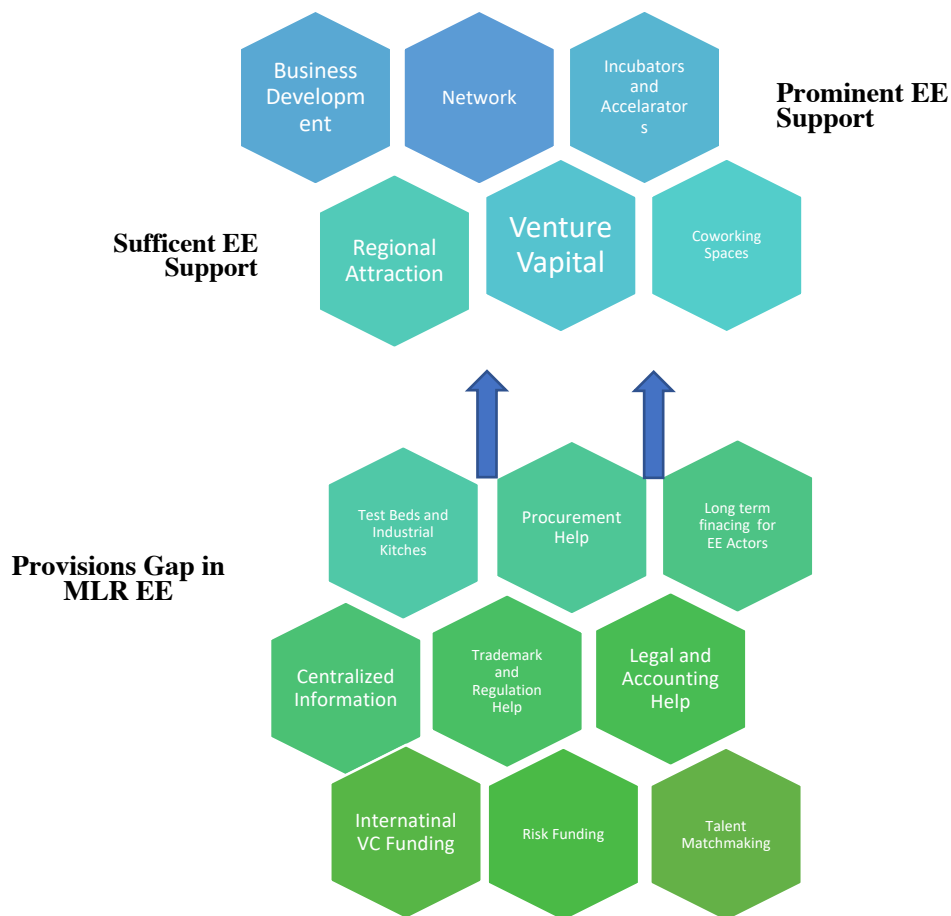 Business
Developm
ent
Network
Incubators
and
Accelarator
s
Prominent EE
Support
Sufficent EE
Support
Regional
Attraction
Venture
Vapital
Coworking
Spaces
Provisions Gap in
MLR EE
Test Beds and
Industrial
Kitches
Procurement
Help
Long term
finacing for
EE Actors
Centralized
Information
Trademark
and
Regulation
Help
Legal and
Accounting
Help
Internatinal
VC Funding
Risk Funding
Talent
Matchmaking